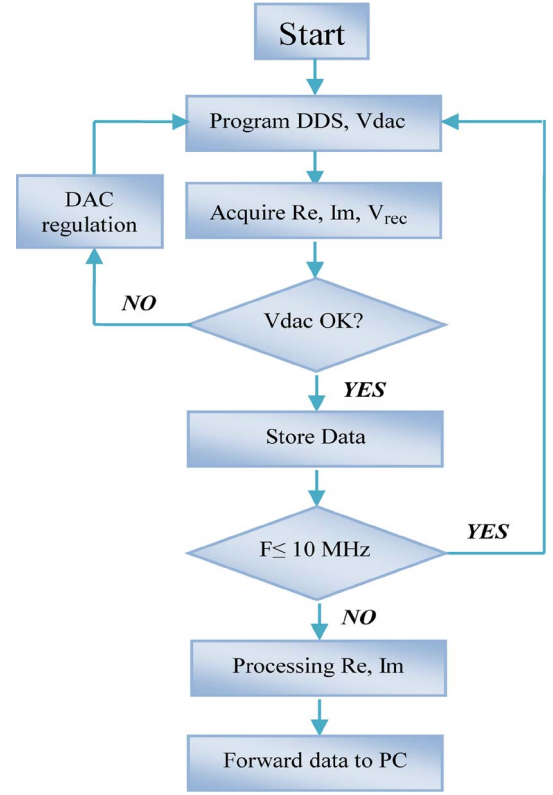 Start
Program DDS, Vdac
DAC
regulation
Acquire Re, Im, Vrec
NO
Vdac OK?
YES
Store Data
F≤ 10 MHz
YES
NO
Processing Re, Im
Forward data to PC